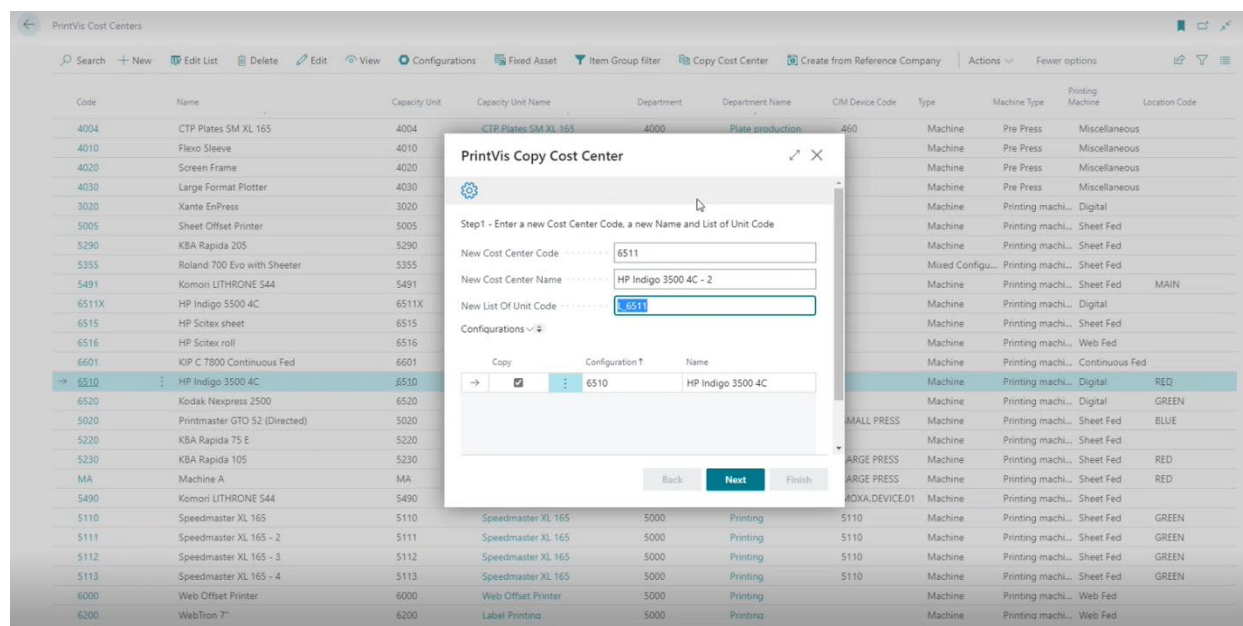 PrintVis Cost Centers
Search New Edit List Delete Edit View Configurations Fixed Asset Item Group filter Copy Cost Center Create from Reference Company Actions Fewer options
Code Name Capacity Unit Capacity Unit Name Department Department Name CIM Device Code Type Machine Type Printing Machine Location Code
4004 CTP Plates SM XL 165 4004 CTP Plates SM XL 165 4000 Plate production 460 Machine Pre Press Miscellaneous
4010 Flexo Sleeve 4010 Machine Pre Press Miscellaneous
4020 Screen Frame 4020 Machine Pre Press Miscellaneous
4030 Large Format Plotter 4030 Machine Pre Press Miscellaneous
3020 Xante EnPress 3020 Machine Printing machi... Digital
5005 Sheet Offset Printer 5005 Machine Printing machi... Sheet Fed
5290 KBA Rapida 205 5290 Machine Printing machi... Sheet Fed
5355 Roland 700 Evo with Sheeter 5355 Mixed Configu... Printing machi... Sheet Fed
5491 Komori LITHRONE S44 5491 Machine Printing machi... Sheet Fed MAIN
6511X HP Indigo 5500 4C 6511X Machine Printing machi... Digital
6515 HP Scitex sheet 6515 Machine Printing machi... Sheet Fed
6516 HP Scitex roll 6516 Machine Printing machi... Web Fed
6601 KIP C 7800 Continuous Fed 6601 Machine Printing machi... Continuous Fed
6510 HP Indigo 3500 4C 6510 Machine Printing machi... Digital RED
6520 Kodak Nexpress 2500 6520 Machine Printing machi... Digital GREEN
5020 Printmaster GTO 52 (Directed) 5020 MALL PRESS Machine Printing machi... Sheet Fed BLUE
5220 KBA Rapida 75 E 5220 Machine Printing machi... Sheet Fed
5230 KBA Rapida 105 5230 ARGE PRESS Machine Printing machi... Sheet Fed RED
MA Machine A MA ARGE PRESS Machine Printing machi... Sheet Fed RED
5490 Komori LITHRONE S44 5490 MOXA.DEVICE.01 Machine Printing machi... Sheet Fed
5110 Speedmaster XL 165 5110 Speedmaster XL 165 5000 Printing 5110 Machine Printing machi... Sheet Fed GREEN
5111 Speedmaster XL 165 - 2 5111 Speedmaster XL 165 5000 Printing 5110 Machine Printing machi... Sheet Fed GREEN
5112 Speedmaster XL 165 - 3 5112 Speedmaster XL 165 5000 Printing 5110 Machine Printing machi... Sheet Fed GREEN
5113 Speedmaster XL 165 - 4 5113 Speedmaster XL 165 5000 Printing 5110 Machine Printing machi... Sheet Fed GREEN
6000 Web Offset Printer 6000 Web Offset Printer 5000 Printing Machine Printing machi... Web Fed
6200 WebTron 7" 6200 Label Printing 5000 Printing Machine Printing machi... Web Fed
PrintVis Copy Cost Center
Step1 - Enter a new Cost Center Code, a new Name and List of Unit Code
New Cost Center Code 6511
New Cost Center Name HP Indigo 3500 4C - 2
New List Of Unit Code L_6511
Configurations
Copy Configuration ↑ Name
6510 HP Indigo 3500 4C
Back Next Finish